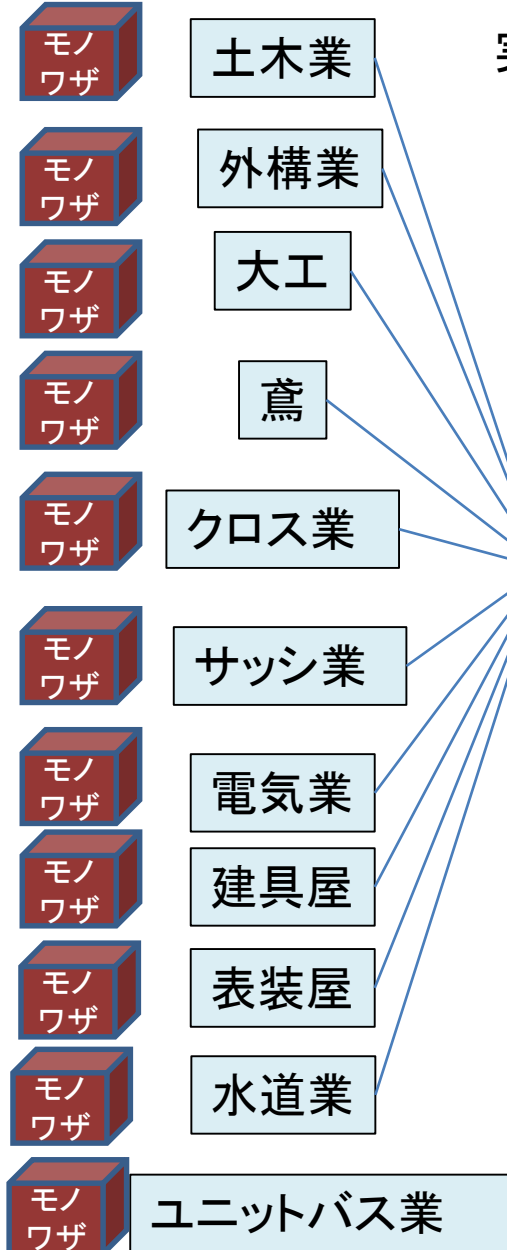 モノ
ワザ
土木業
モノ
ワザ
外構業
モノ
ワザ
大工
モノ
ワザ
鳶
モノ
ワザ
クロス業
モノ
ワザ
サッシ業
モノ
ワザ
電気業
モノ
ワザ
建具屋
モノ
ワザ
表装屋
モノ
ワザ
水道業
モノ
ワザ
ユニットバス業